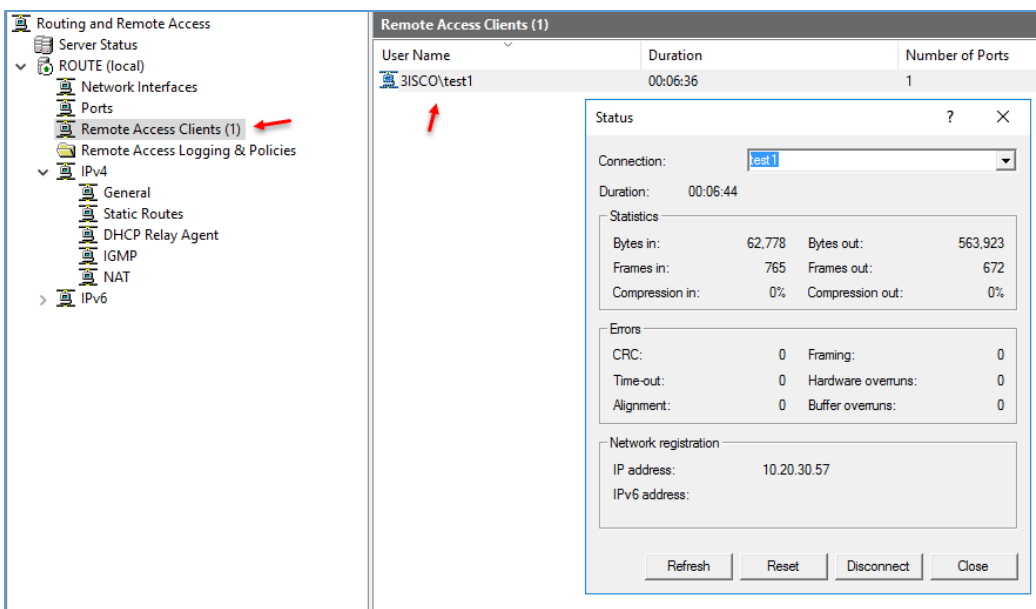 Routing and Remote Access
Server Status
ROUTE (local)
Network Interfaces
Ports
Remote Access Clients (1)
Remote Access Logging & Policies
IPv4
General
Static Routes
DHCP Relay Agent
IGMP
NAT
IPv6
Remote Access Clients (1)
User Name Duration Number of Ports
3ISCO\test1 00:06:36 1
Status ?
Connection: test1
Duration: 00:06:44
Statistics
Bytes in: 62,778 Bytes out: 563,923
Frames in: 765 Frames out: 672
Compression in: 0% Compression out: 0%
Errors
CRC: 0 Framing: 0
Time-out: 0 Hardware overruns: 0
Alignment: 0 Buffer overruns: 0
Network registration
IP address: 10.20.30.57
IPv6 address:
Refresh Reset Disconnect Close